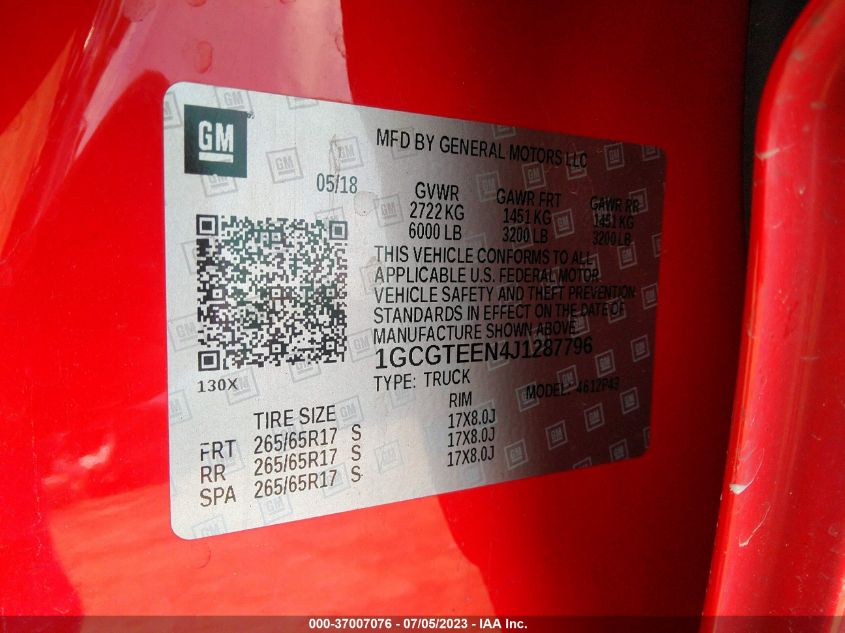 GM
MFD BY GENERAL MOTORS LLC
05/18
GVWR GAWR FRT GAWR RR
2722 KG 1451 KG 1451 KG
6000 LB 3200 LB 3200 LB
THIS VEHICLE CONFORMS TO ALL
APPLICABLE U.S. FEDERAL MOTOR
VEHICLE SAFETY AND THEFT PREVENTION
STANDARDS IN EFFECT ON THE DATE OF
MANUFACTURE SHOWN ABOVE.
1GCGTEEN4J1287796
130X
TYPE: TRUCK MODEL: 4612P43
TIRE SIZE RIM
FRT 265/65R17 S 17X8.0J
RR 265/65R17 S 17X8.0J
SPA 265/65R17 S 17X8.0J
000-37007076 - 07/05/2023 - IAA Inc.